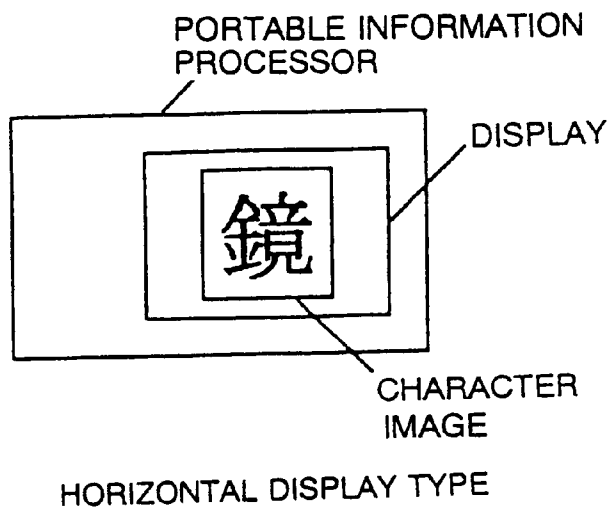 PORTABLE INFORMATION
PROCESSOR
DISPLAY
鏡
CHARACTER
IMAGE
HORIZONTAL DISPLAY TYPE